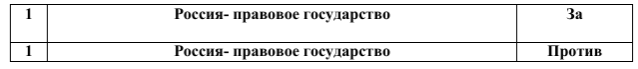 1 Россия- правовое государство За
1 Россия- правовое государство Против